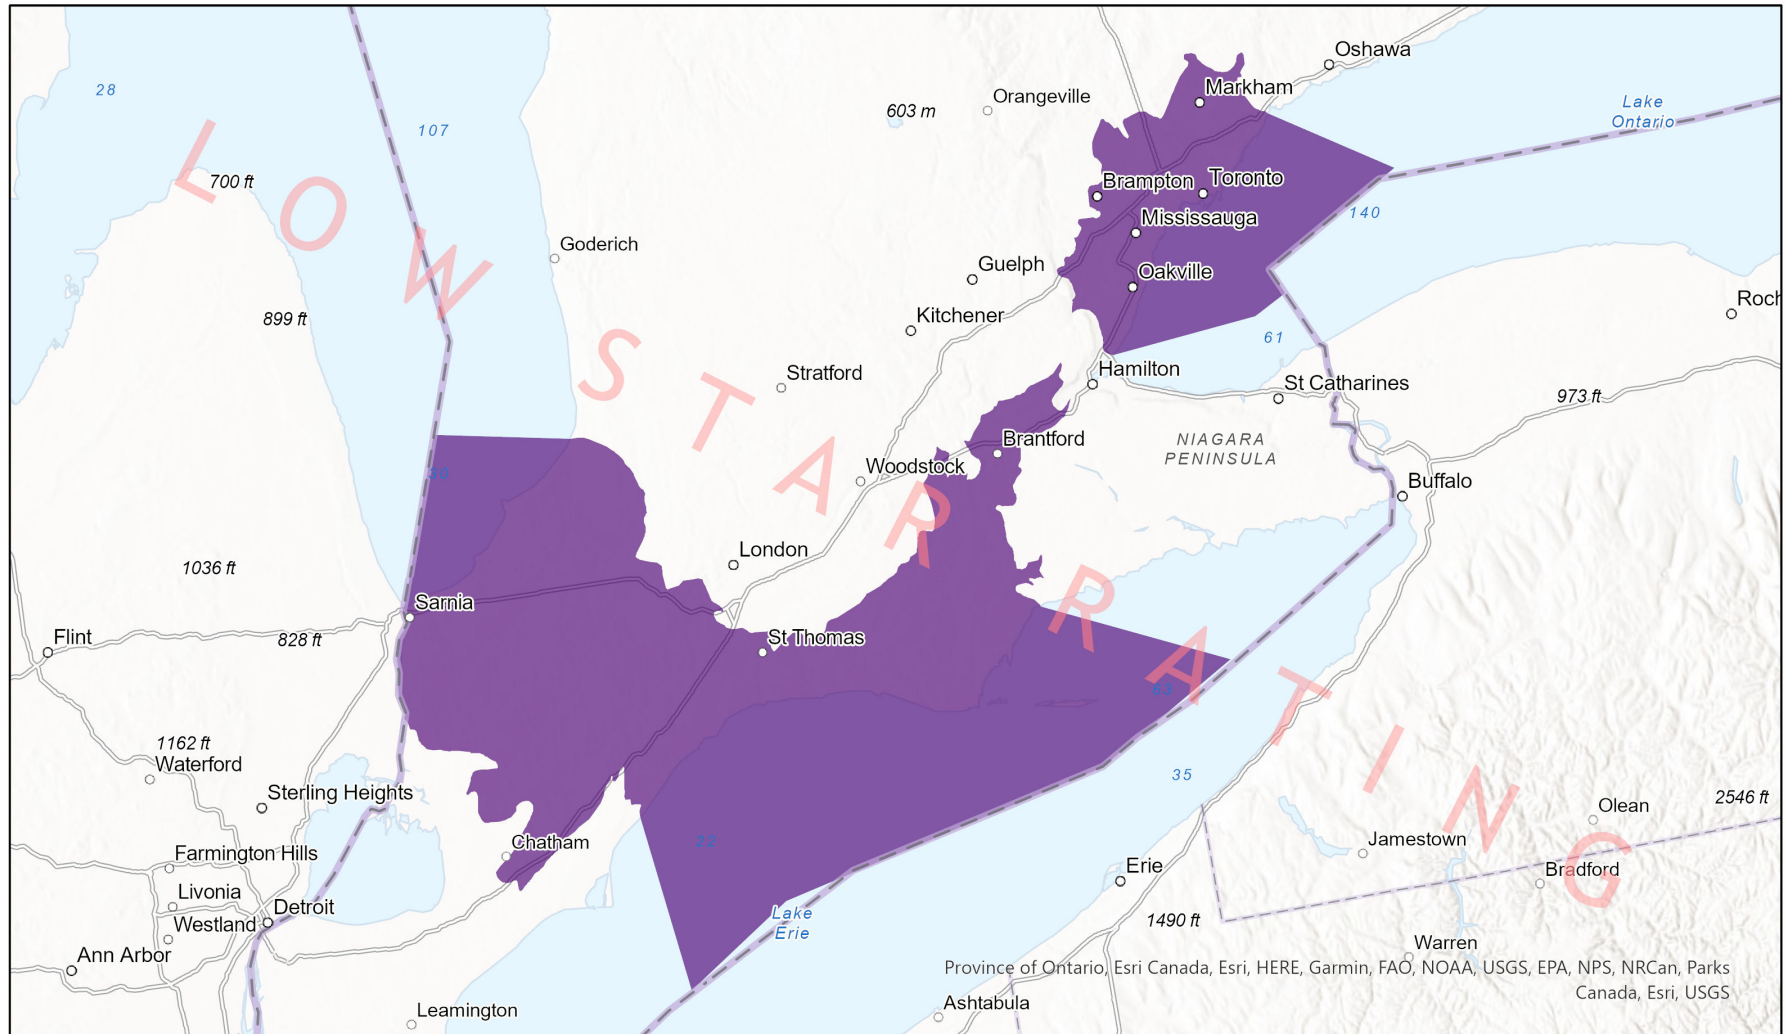 Oshawa
28
Markham
Orangeville
Lake
Ontario
603 m
107
700 ft
Brampton
Toronto
140
Mississauga
Goderich
Guelph
Oakville
899 ft
Kitchener
Roch
61
Stratford
Hamilton
St Catharines
973 ft
NIAGARA
PENINSULA
Brantford
Woodstock
60
Buffalo
London
1036 ft
Sarnia
Flint
828 ft
St Thomas
63
1162 ft
Waterford
35
Sterling Heights
2546 ft
Olean
Chatham
22
Jamestown
Farmington Hills
Erie
Bradford
Livonia
Detroit
Westland
Lake
Erie
1490 ft
Warren
Ann Arbor
Leamington
Ashtabula
LOW STAR RATING
Province of Ontario, Esri Canada, Esri, HERE, Garmin, FAO, NOAA, USGS, EPA, NPS, NRCan, Parks
Canada, Esri, USGS